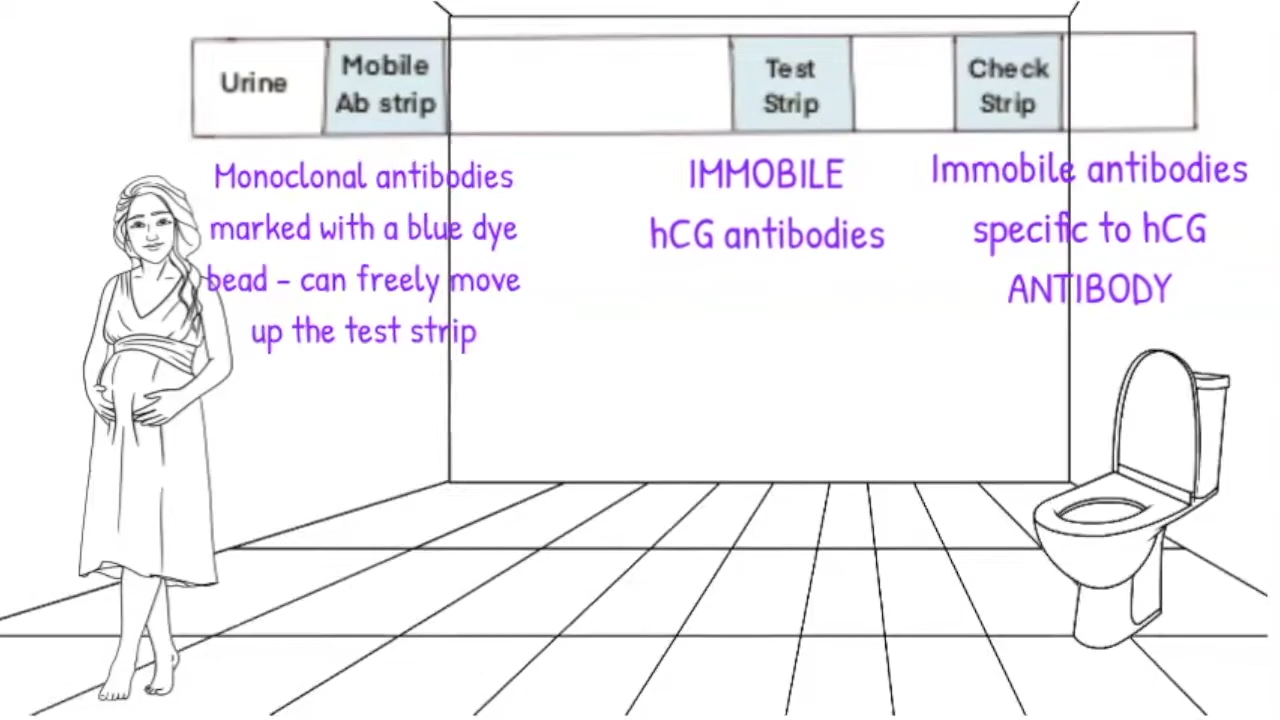 Urine
Mobile
Ab strip
Test
Strip
Check
Strip
Monoclonal antibodies
marked with a blue dye
bead - can freely move
up the test strip
IMMOBILE
hCG antibodies
Immobile antibodies
specific to hCG
ANTIBODY